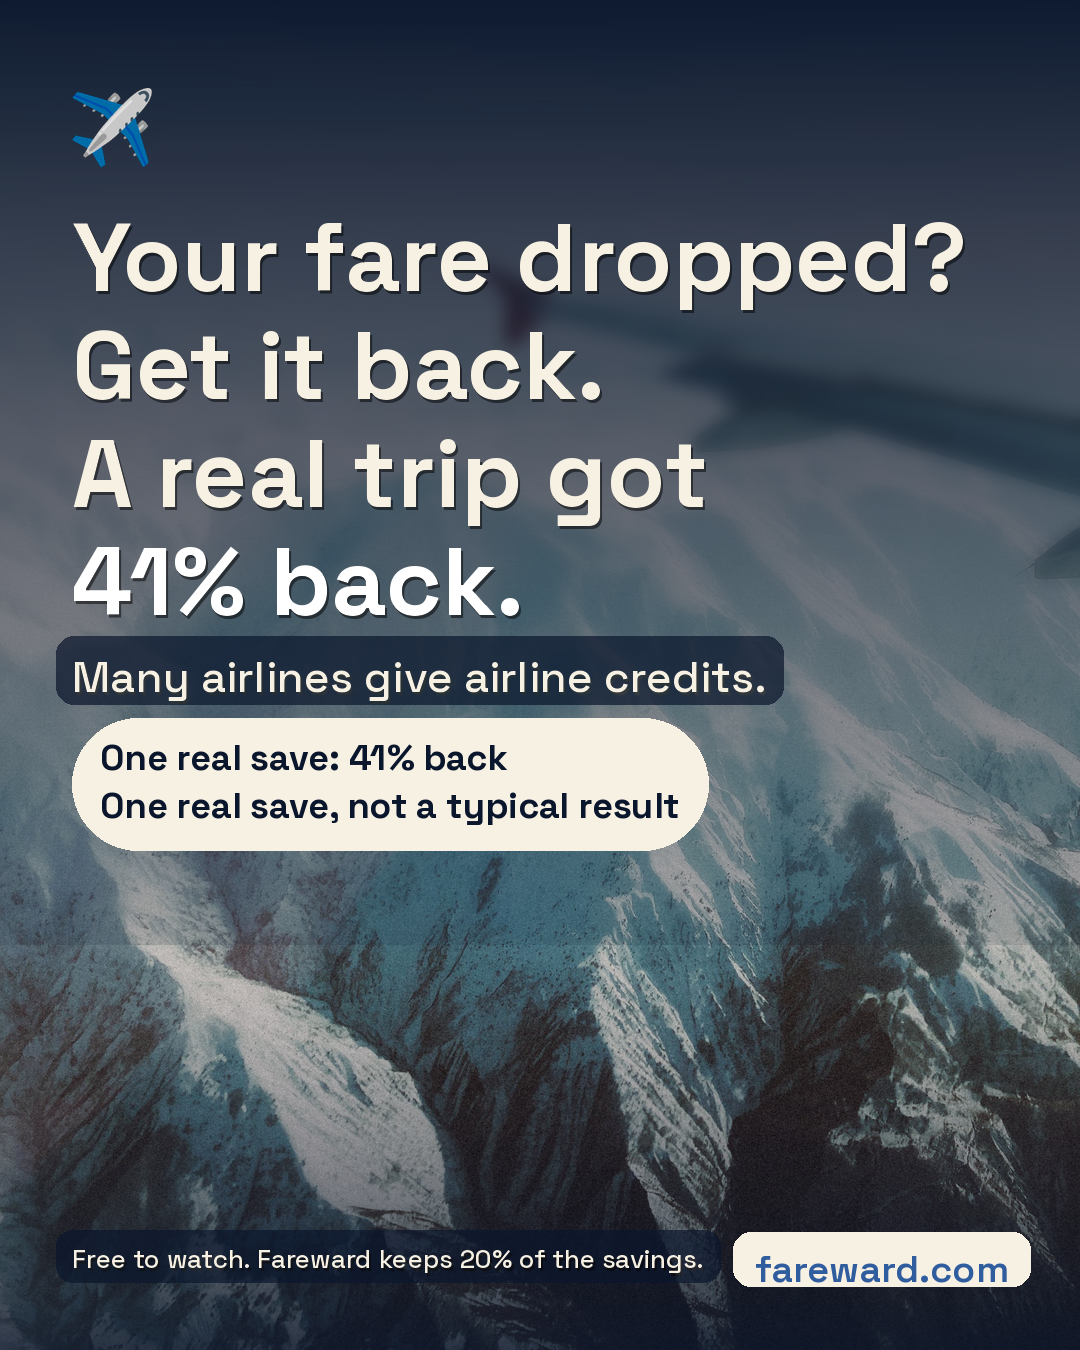 Your fare dropped?
Get it back.
A real trip got
41% back.
Many airlines give airline credits.
One real save: 41% back
One real save, not a typical result
Free to watch. Fareward keeps 20% of the savings.
fareward.com